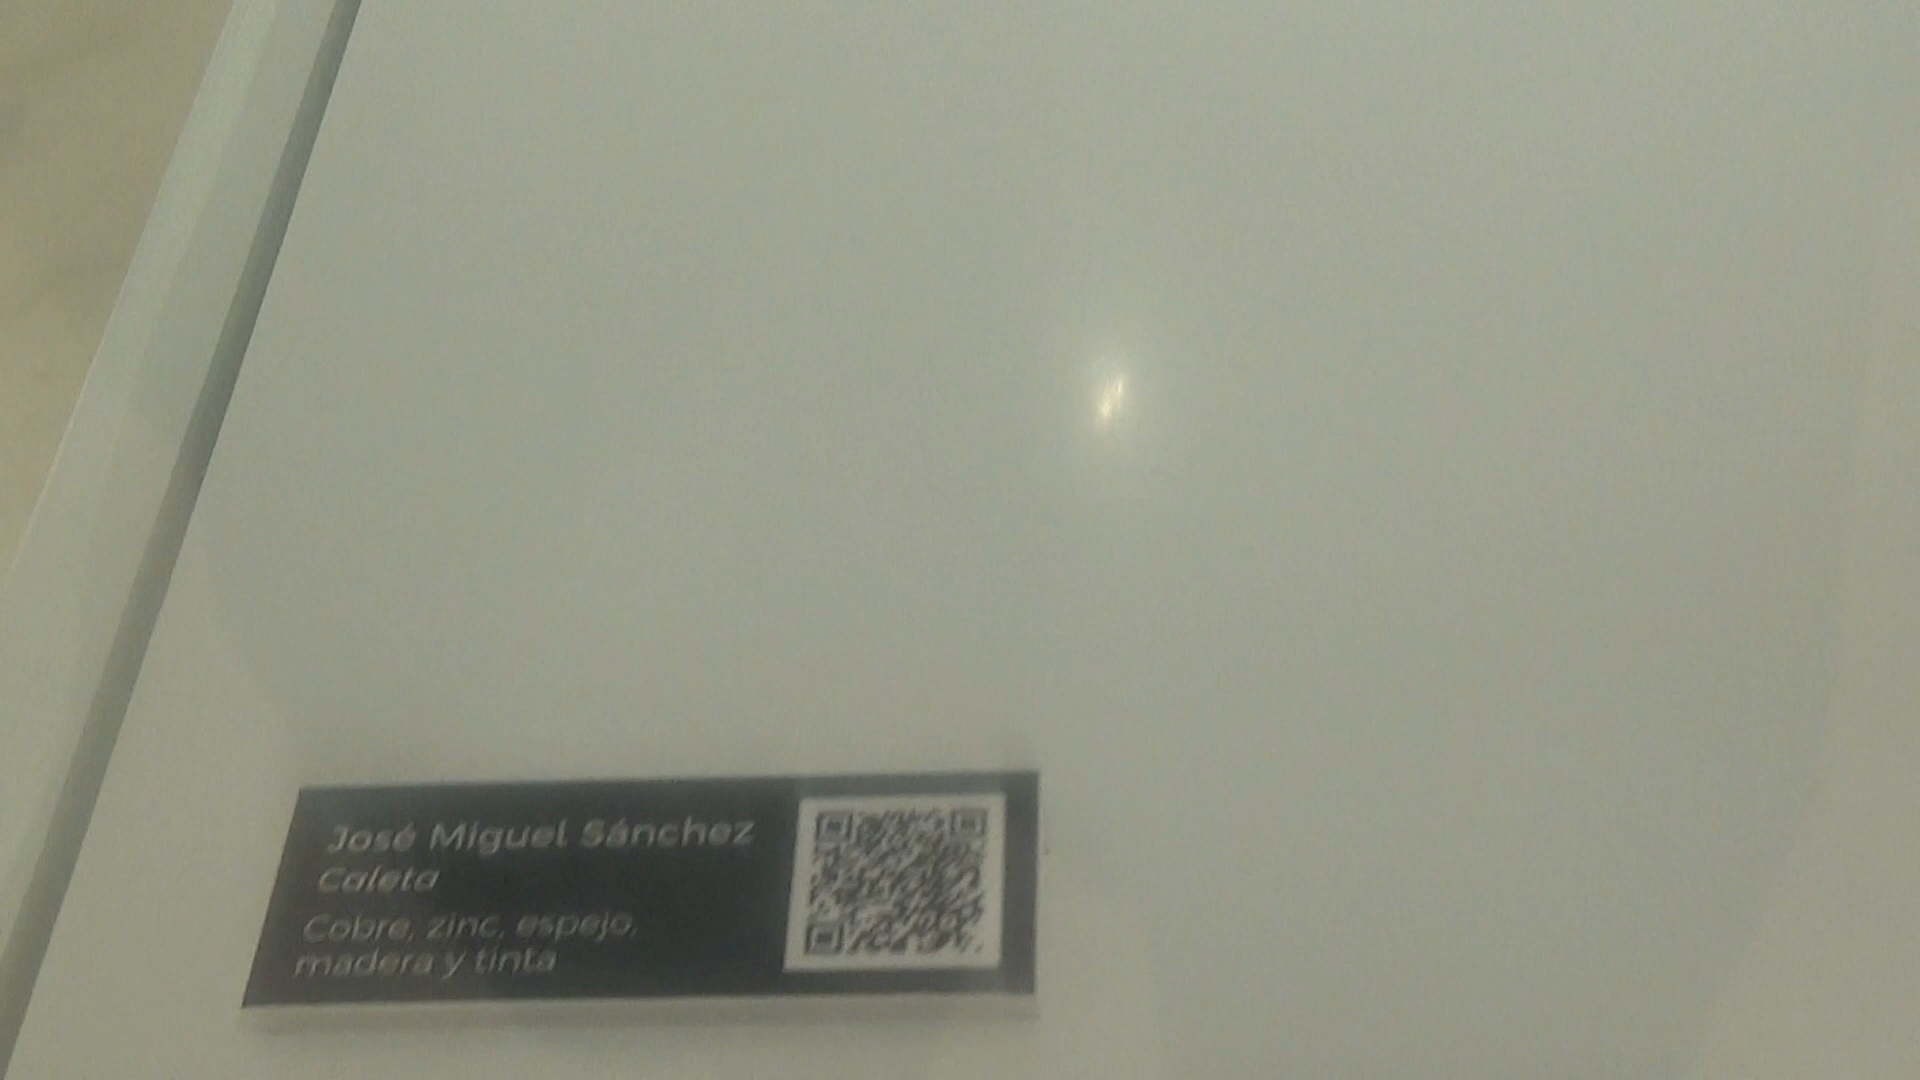 José Miguel Sánchez
Caleta
Cobre, zinc, espejo,
madera y tinta